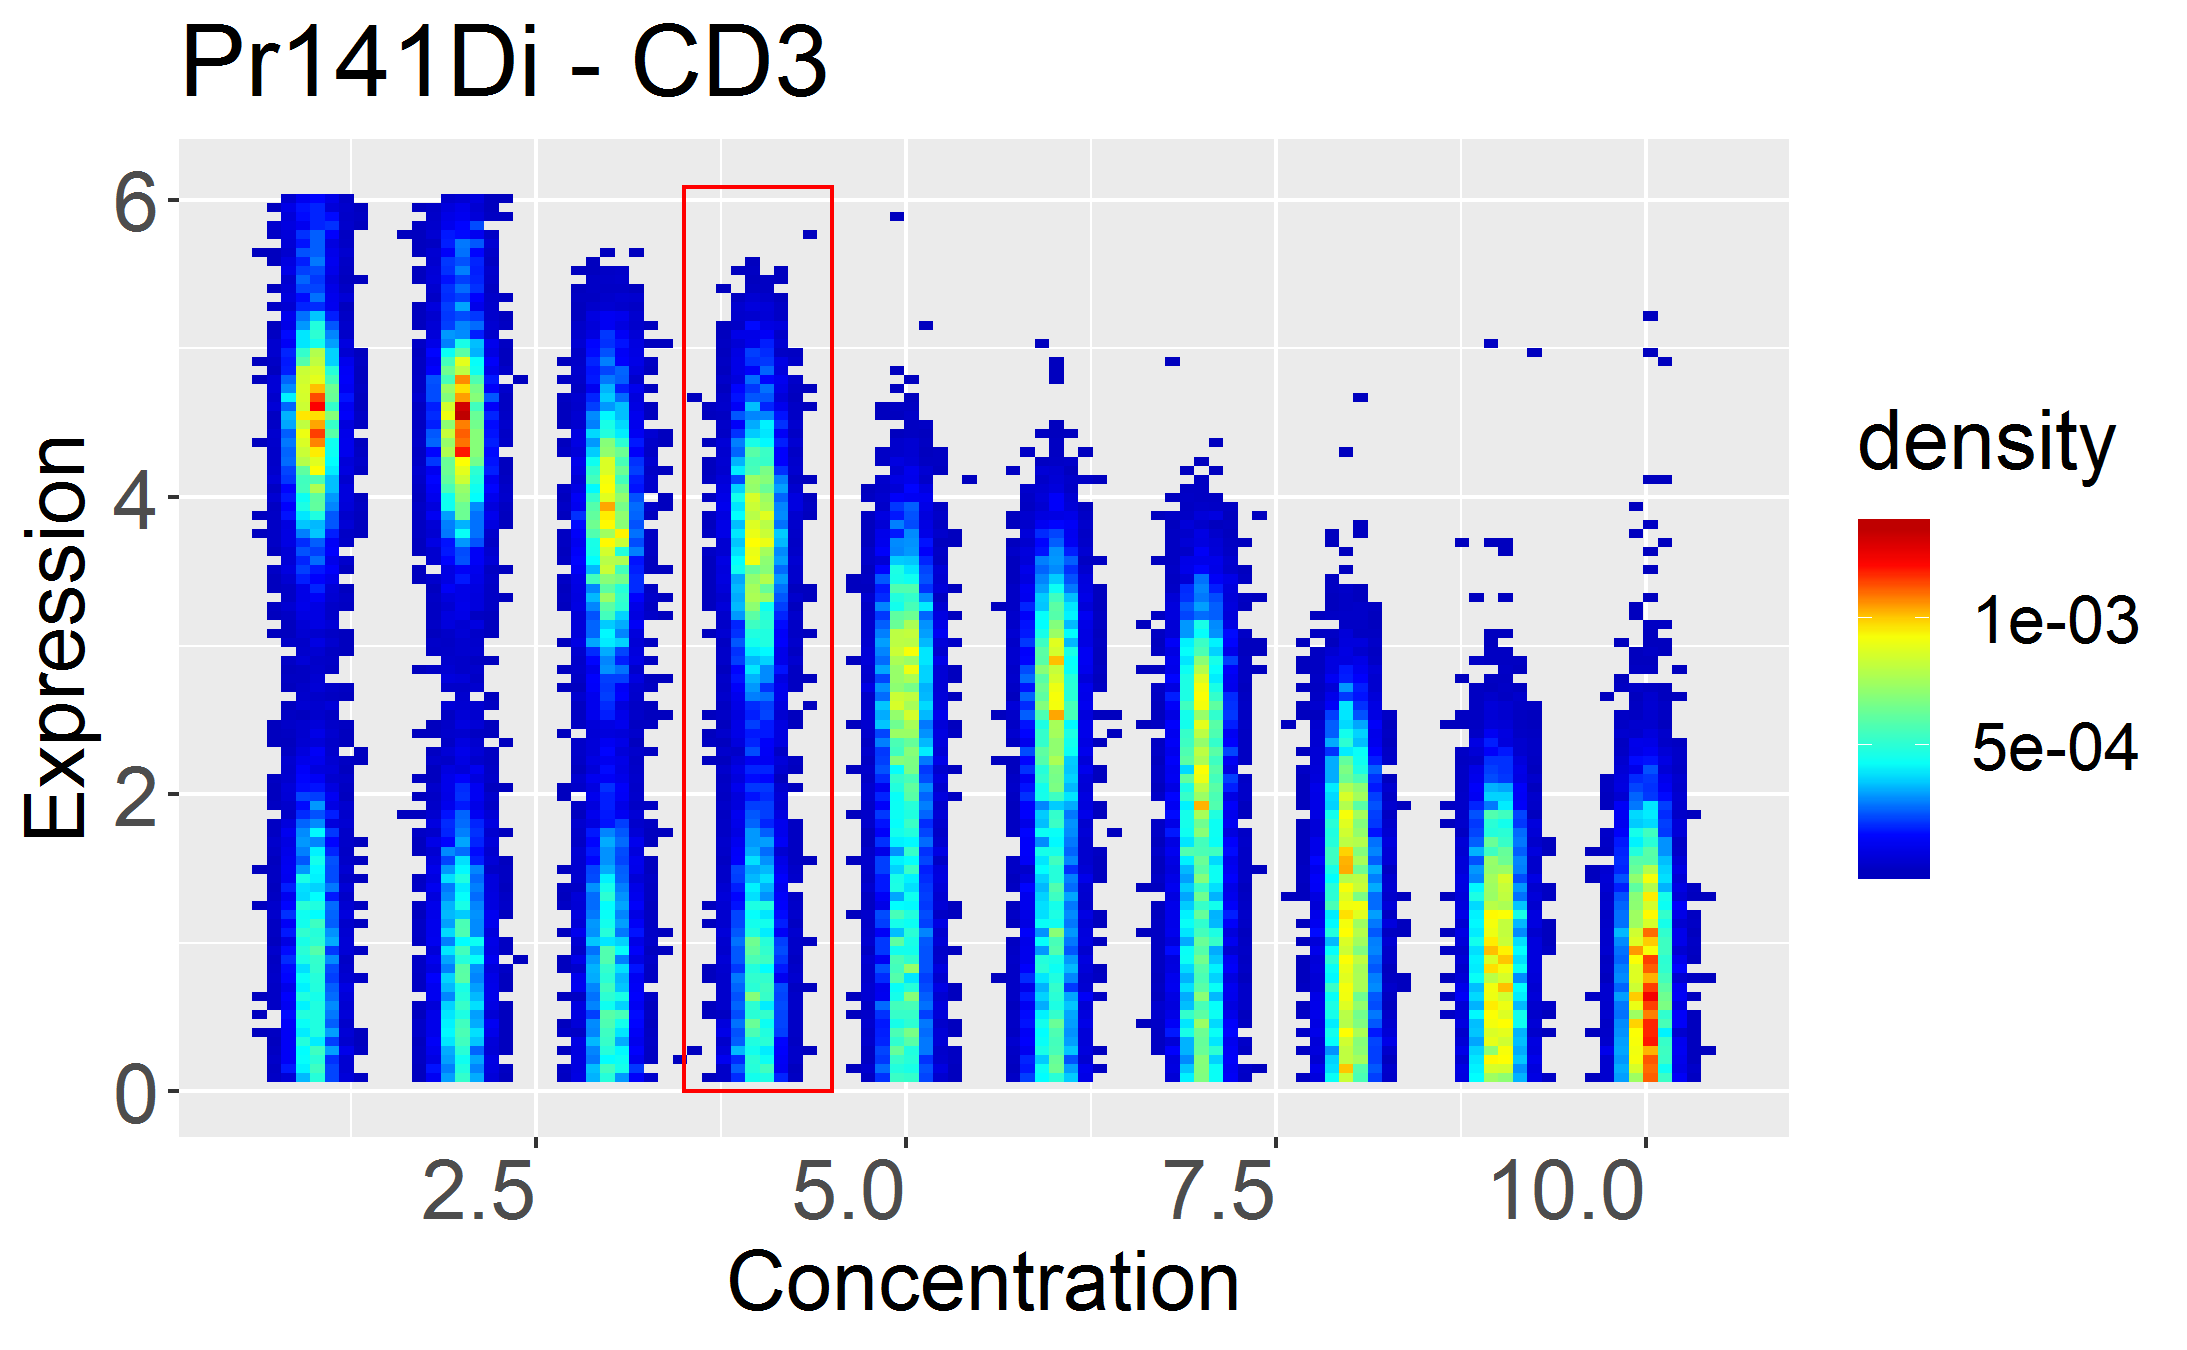 Pr141Di - CD3
Expression
6
4
2
0
2.5 5.0 7.5 10.0
Concentration
density
1e-03
5e-04